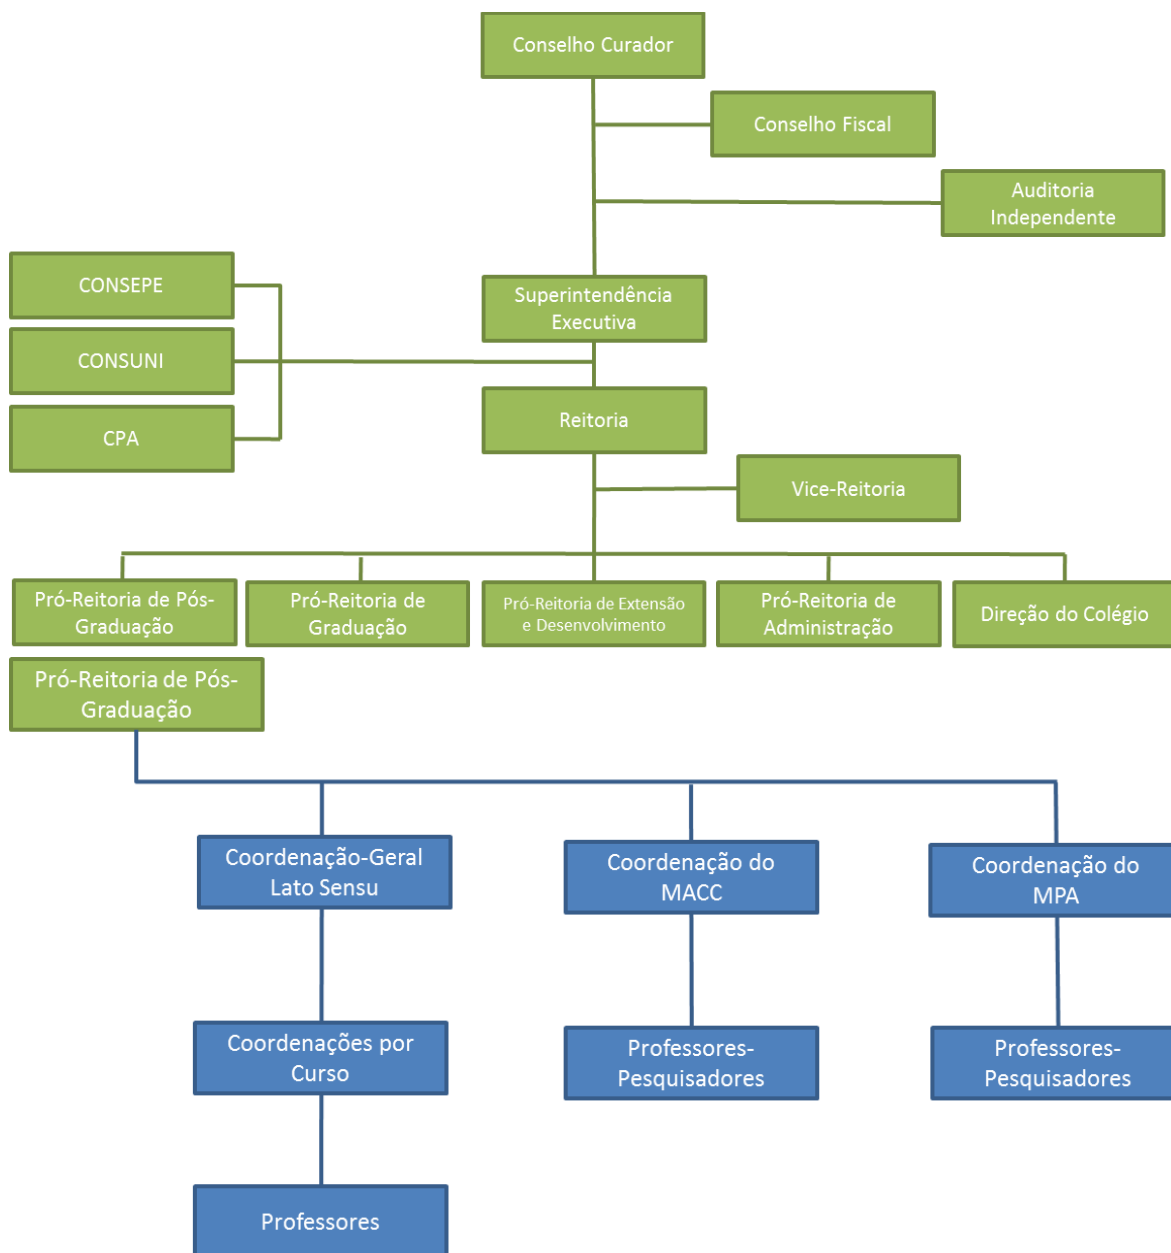 Conselho Curador
Conselho Fiscal
Auditoria
Independente
CONSEPE
Superintendência
Executiva
CONSUNI
Reitoria
CPA
Vice-Reitoria
Pró-Reitoria de Pós-
Graduação
Pró-Reitoria de
Graduação
Pró-Reitoria de Extensão
e Desenvolvimento
Pró-Reitoria de
Administração
Direção do Colégio
Pró-Reitoria de Pós-
Graduação
Coordenação-Geral
Lato Sensu
Coordenação do
MACC
Coordenação do
MPA
Coordenações por
Curso
Professores-
Pesquisadores
Professores-
Pesquisadores
Professores